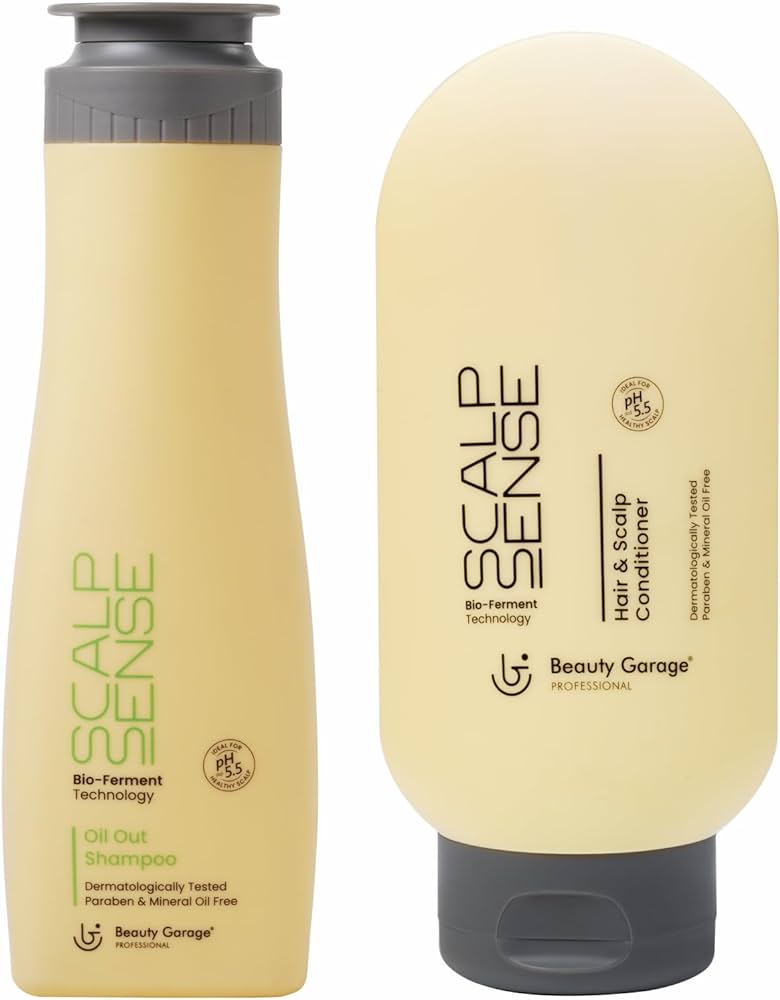 SCALP
SENSE
Bio-Ferment
Technology
IDEAL FOR
pH
5.5
HEALTHY SCALP
Oil Out
Shampoo
Dermatologically Tested
Paraben & Mineral Oil Free
Beauty Garage®
PROFESSIONAL
SCALP
SENSE
Bio-Ferment
Technology
IDEAL FOR
pH
5.5
HEALTHY SCALP
Hair & Scalp
Conditioner
Dermatologically Tested
Paraben & Mineral Oil Free
Beauty Garage®
PROFESSIONAL